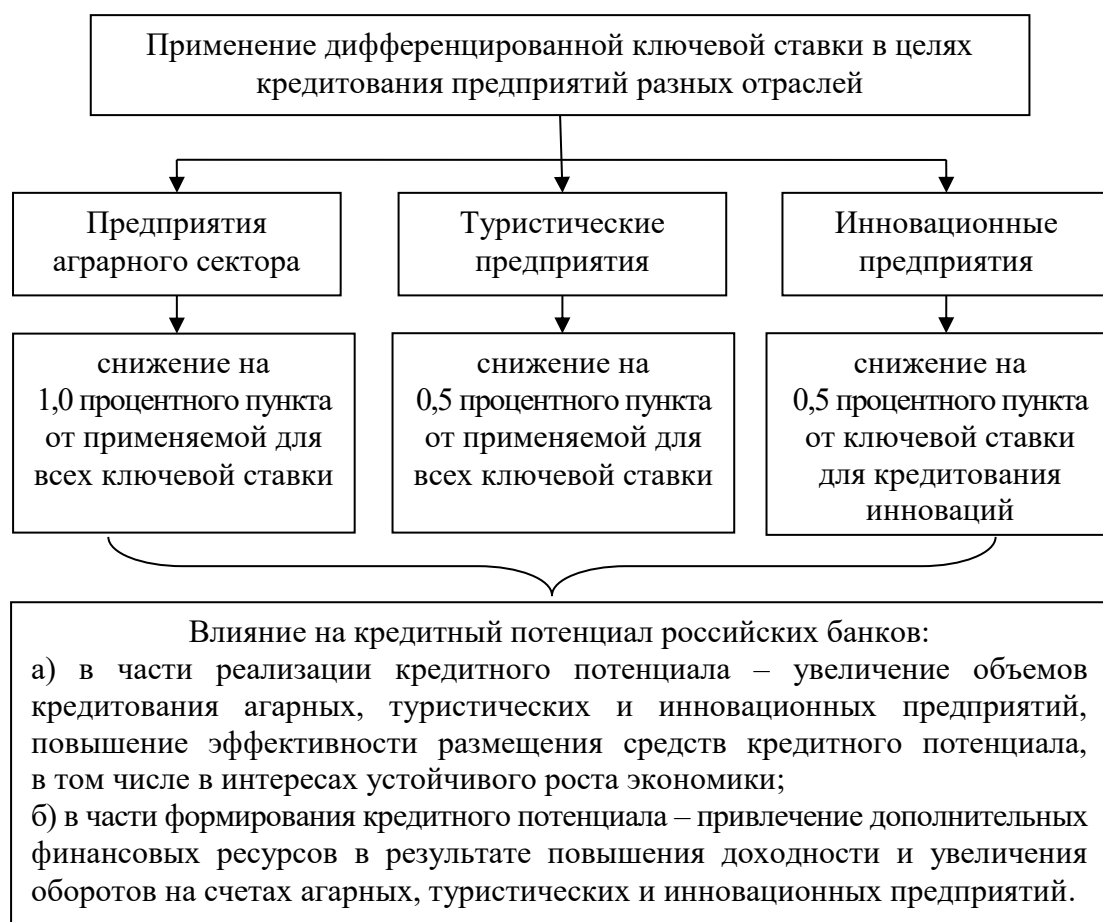 Применение дифференцированной ключевой ставки в целях
кредитования предприятий разных отраслей
Предприятия
аграрного сектора
Туристические
предприятия
Инновационные
предприятия
снижение на
1,0 процентного пункта
от применяемой для
всех ключевой ставки
снижение на
0,5 процентного пункта
от применяемой для
всех ключевой ставки
снижение на
0,5 процентного пункта
от ключевой ставки
для кредитования
инноваций
Влияние на кредитный потенциал российских банков:
а) в части реализации кредитного потенциала – увеличение объемов
кредитования агарных, туристических и инновационных предприятий,
повышение эффективности размещения средств кредитного потенциала,
в том числе в интересах устойчивого роста экономики;
б) в части формирования кредитного потенциала – привлечение дополнительных
финансовых ресурсов в результате повышения доходности и увеличения
оборотов на счетах агарных, туристических и инновационных предприятий.